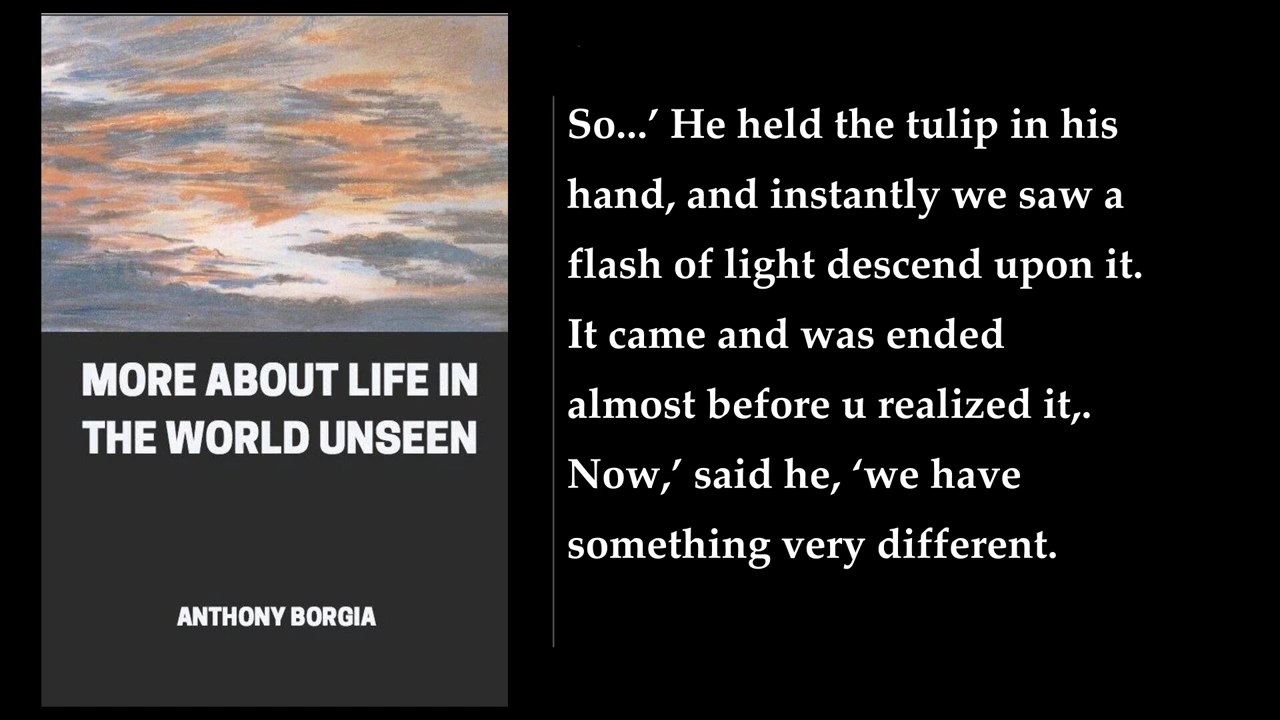 MORE ABOUT LIFE IN
THE WORLD UNSEEN
ANTHONY BORGIA
So...’ He held the tulip in his
hand, and instantly we saw a
flash of light descend upon it.
It came and was ended
almost before u realized it,.
Now,’ said he, ‘we have
something very different.